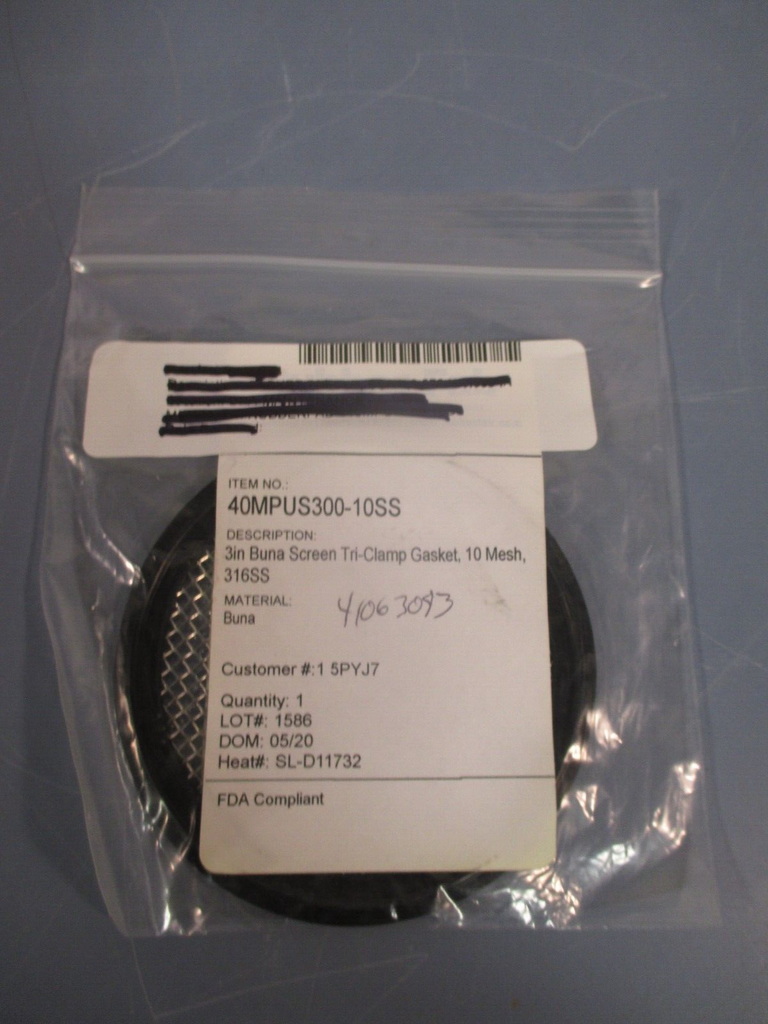 ITEM NO.:
40MPUS300-10SS
DESCRIPTION:
3in Buna Screen Tri-Clamp Gasket, 10 Mesh,
316SS
MATERIAL:
Buna
41063093
Customer #:1 5PYJ7
Quantity: 1
LOT#: 1586
DOM: 05/20
Heat#: SL-D11732
FDA Compliant